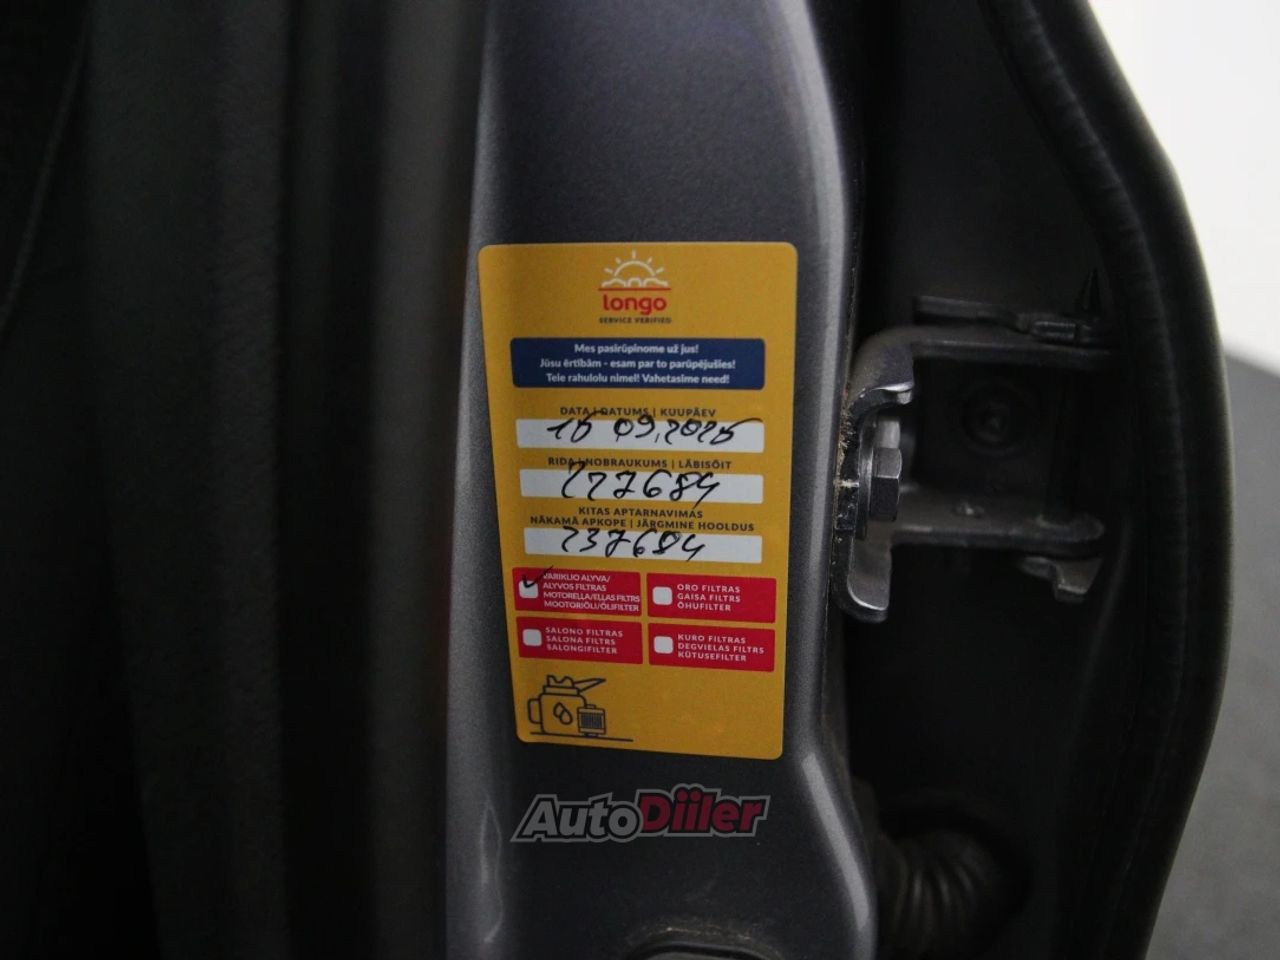 longo
SERVICE VERIFIED
Mes pasirūpinome už jus!
Jūsu ērtībām - esam par to parūpējušies!
Teie rahulolu nimel! Vahetasime need!
DATA | DATUMS | KUUPÄEV
15 09.2025
RIDA | NOBRAUKUMS | LÄBISÕIT
227684
KITAS APTARNAVIMAS
NĀKAMĀ APKOPE | JÄRGMINE HOOLDUS
237684
VARIKLIO ALYVA/
ALYVOS FILTRAS
MOTOREĻĻA/EĻĻAS FILTRS
MOOTORIÕLI/ÕLIFILTER
ORO FILTRAS
GAISA FILTRS
ÕHUFILTER
SALONO FILTRAS
SALONA FILTRS
SALONGIFILTER
KURO FILTRAS
DEGVIELAS FILTRS
KÜTUSEFILTER
AutoDiiler